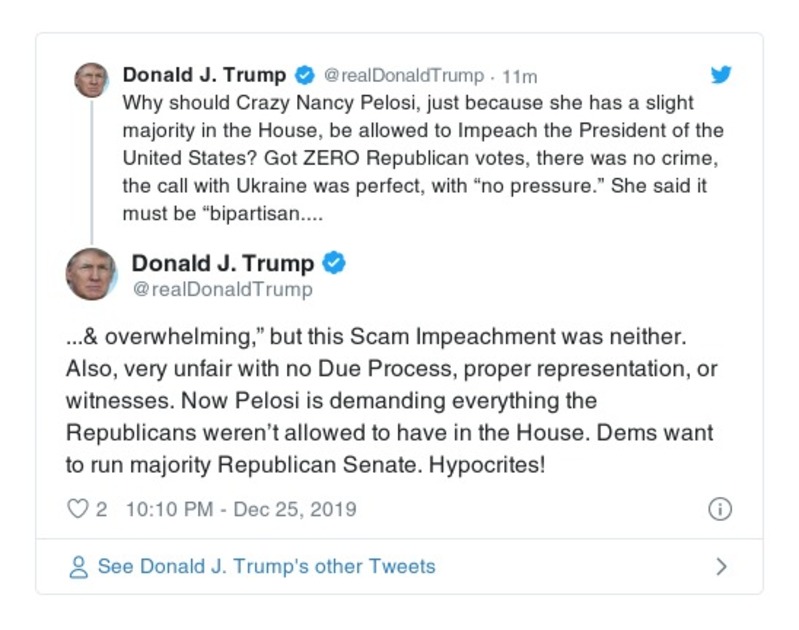 Donald J. Trump @realDonaldTrump · 11m
Why should Crazy Nancy Pelosi, just because she has a slight
majority in the House, be allowed to Impeach the President of the
United States? Got ZERO Republican votes, there was no crime,
the call with Ukraine was perfect, with “no pressure.” She said it
must be “bipartisan....
Donald J. Trump
@realDonaldTrump
...& overwhelming,” but this Scam Impeachment was neither.
Also, very unfair with no Due Process, proper representation, or
witnesses. Now Pelosi is demanding everything the
Republicans weren’t allowed to have in the House. Dems want
to run majority Republican Senate. Hypocrites!
2 10:10 PM - Dec 25, 2019
See Donald J. Trump's other Tweets